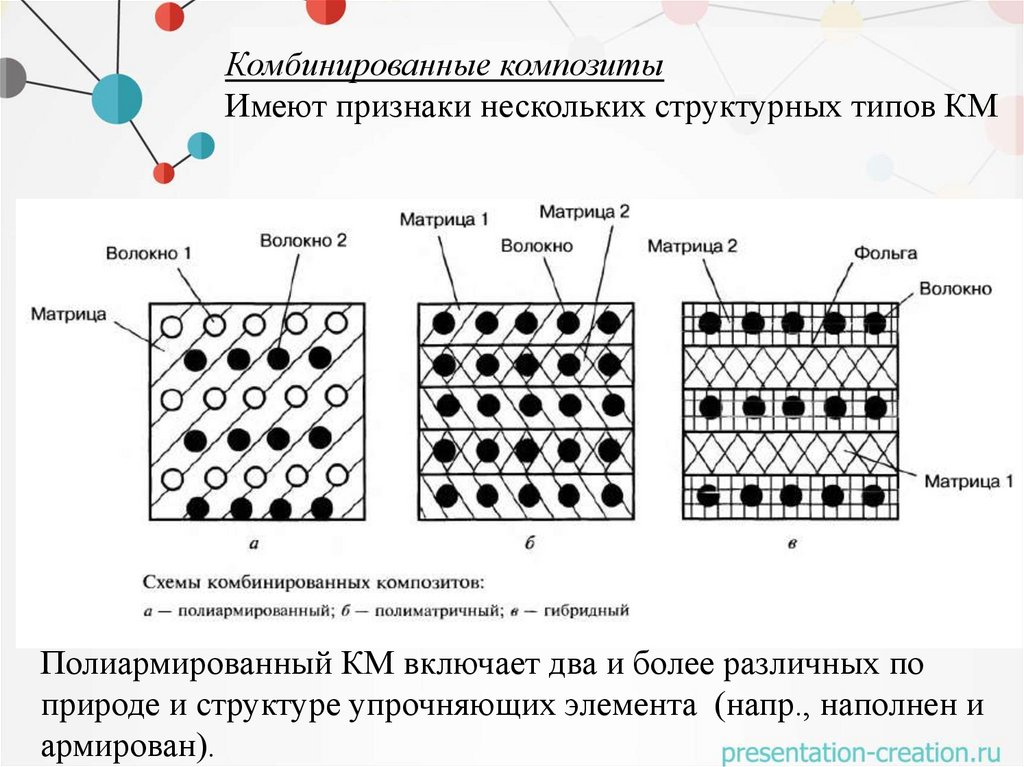 Комбинированные композиты
Имеют признаки нескольких структурных типов КМ
Матрица 1
Матрица 2
Волокно 1
Волокно 2
Волокно
Матрица 2
Фольга
Волокно
Матрица
Матрица 1
а
б
в
Схемы комбинированных композитов:
а — полиармированный; б — полиматричный; в — гибридный
Полиармированный КМ включает два и более различных по
природе и структуре упрочняющих элемента (напр., наполнен и
армирован).
presentation-creation.ru